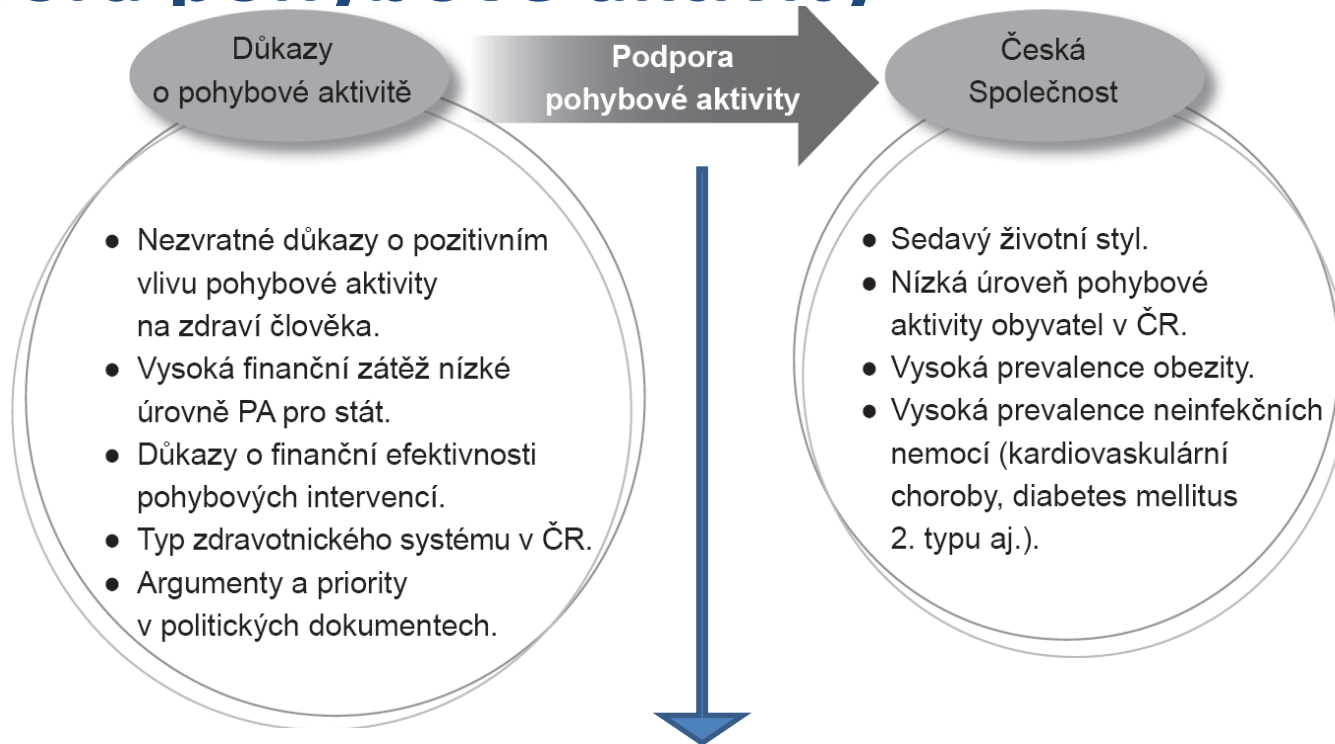 pohybové aktivity
Důkazy
o pohybové aktivitě
Podpora
pohybové aktivity
Česká
Společnost
● Nezvratné důkazy o pozitivním
vlivu pohybové aktivity
na zdraví člověka.
● Vysoká finanční zátěž nízké
úrovně PA pro stát.
● Důkazy o finanční efektivnosti
pohybových intervencí.
● Typ zdravotnického systému v ČR.
● Argumenty a priority
v politických dokumentech.
● Sedavý životní styl.
● Nízká úroveň pohybové
aktivity obyvatel v ČR.
● Vysoká prevalence obezity.
● Vysoká prevalence neinfekčních
nemocí (kardiovaskulární
choroby, diabetes mellitus
2. typu aj.).